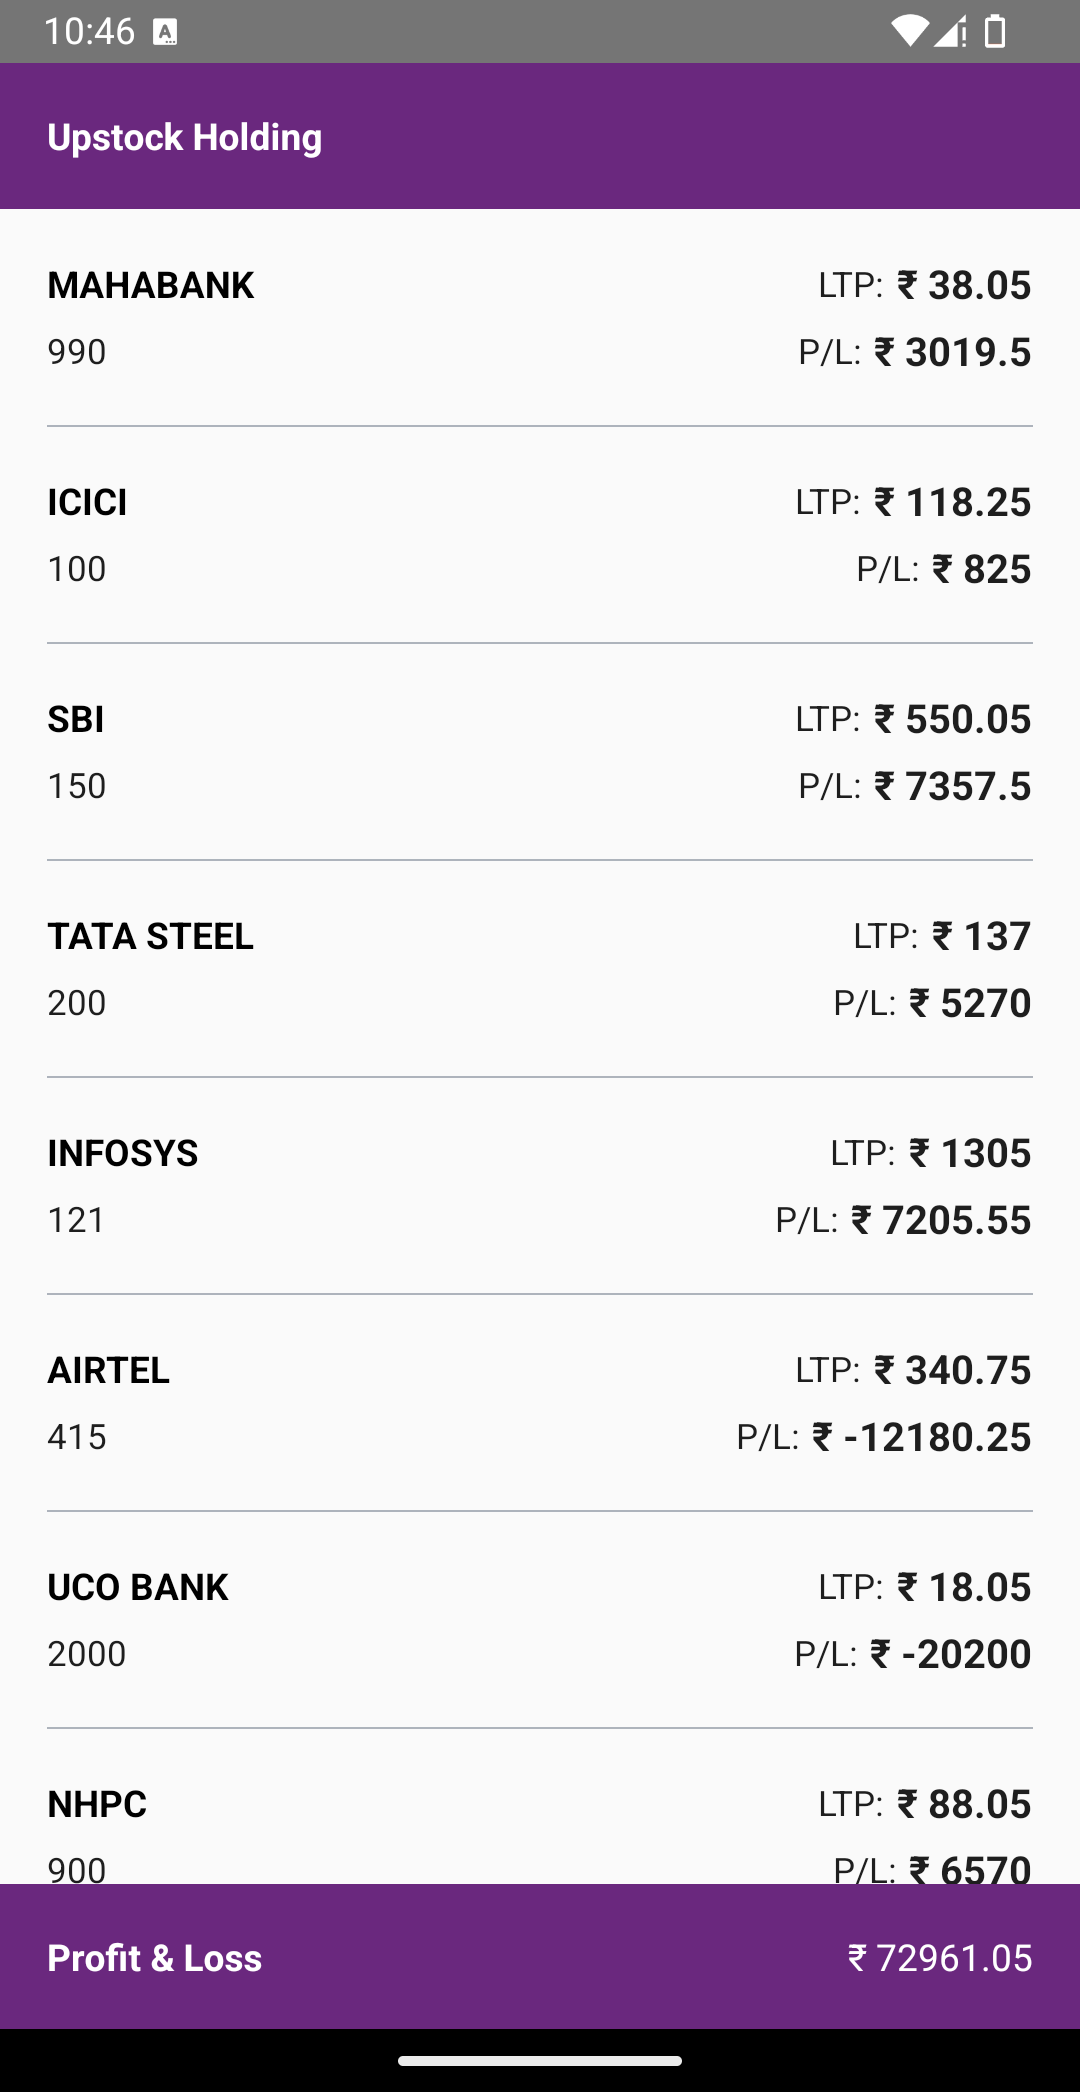 10:46 A
Upstock Holding
MAHABANK LTP: ₹ 38.05
990 P/L: ₹ 3019.5
ICICI LTP: ₹ 118.25
100 P/L: ₹ 825
SBI LTP: ₹ 550.05
150 P/L: ₹ 7357.5
TATA STEEL LTP: ₹ 137
200 P/L: ₹ 5270
INFOSYS LTP: ₹ 1305
121 P/L: ₹ 7205.55
AIRTEL LTP: ₹ 340.75
415 P/L: ₹ -12180.25
UCO BANK LTP: ₹ 18.05
2000 P/L: ₹ -20200
NHPC LTP: ₹ 88.05
900 P/L: ₹ 6570
Profit & Loss ₹ 72961.05